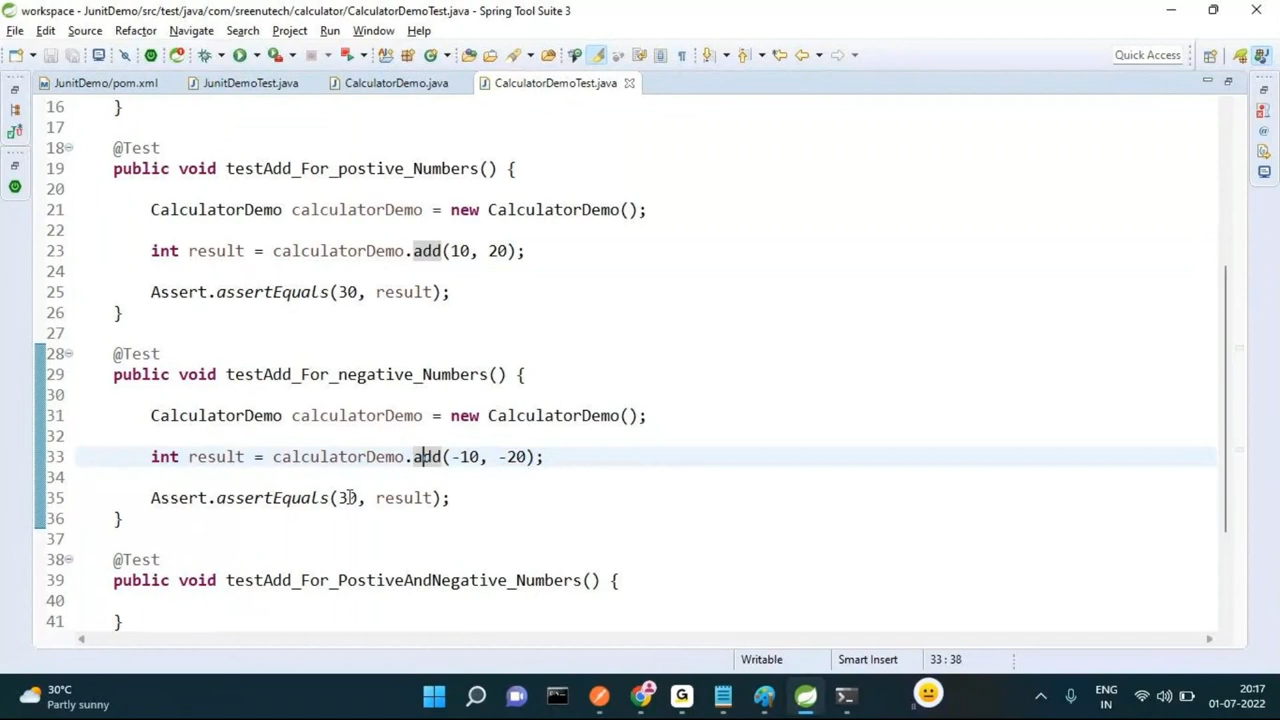 workspace - JunitDemo/src/test/java/com/sreenutech/calculator/CalculatorDemoTest.java - Spring Tool Suite 3
File Edit Source Refactor Navigate Search Project Run Window Help
Quick Access
JunitDemo/pom.xml JunitDemoTest.java CalculatorDemo.java CalculatorDemoTest.java
16 }
17
18 @Test
19 public void testAdd_For_postive_Numbers() {
20
21 CalculatorDemo calculatorDemo = new CalculatorDemo();
22
23 int result = calculatorDemo.add(10, 20);
24
25 Assert.assertEquals(30, result);
26 }
27
28 @Test
29 public void testAdd_For_negative_Numbers() {
30
31 CalculatorDemo calculatorDemo = new CalculatorDemo();
32
33 int result = calculatorDemo.add(-10, -20);
34
35 Assert.assertEquals(30, result);
36 }
37
38 @Test
39 public void testAdd_For_PostiveAndNegative_Numbers() {
40
41 }
Writable Smart Insert 33 : 38
30°C
Partly sunny
ENG
IN
20:17
01-07-2022